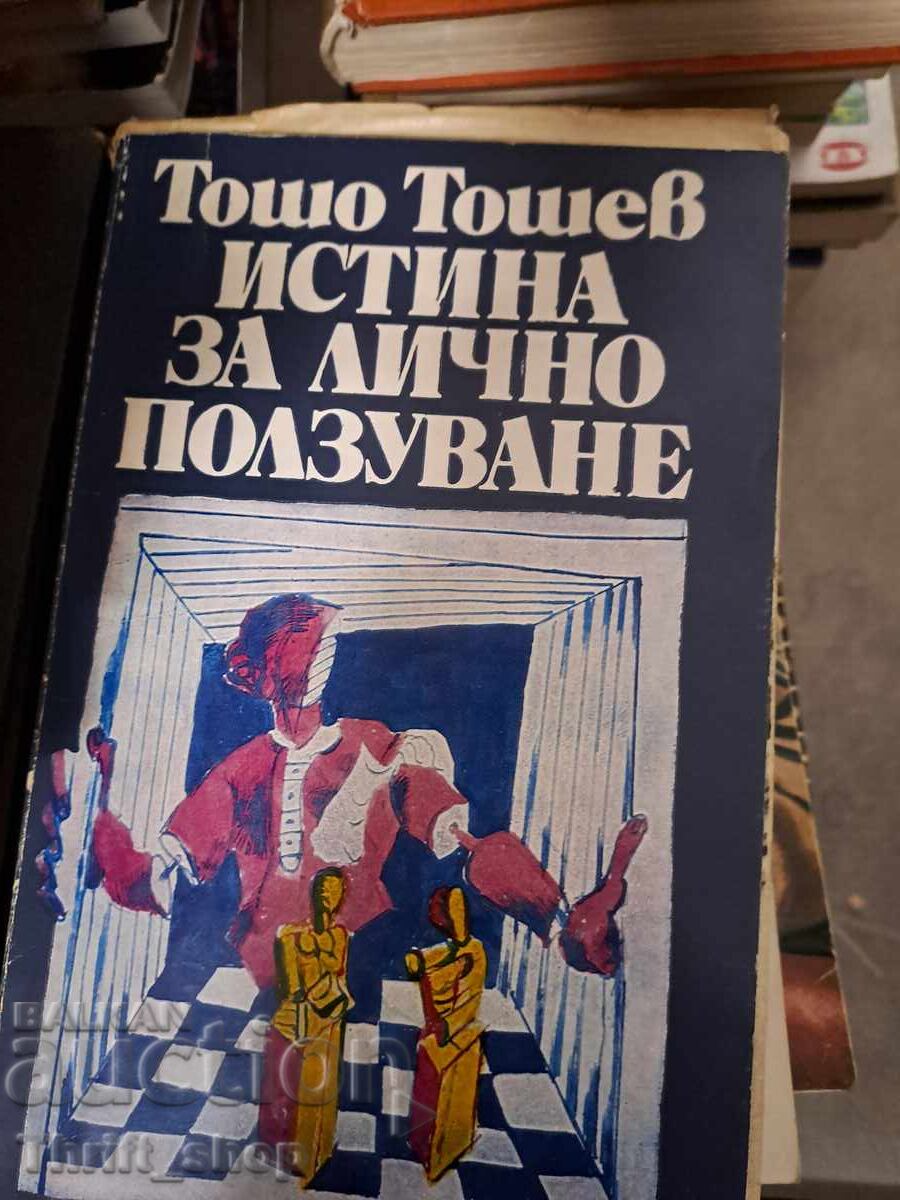 Тошо Тошев
ИСТИНА
ЗА ЛИЧНО
ПОЛЗУВАНЕ
BALKAN
auction
Thrift_shop